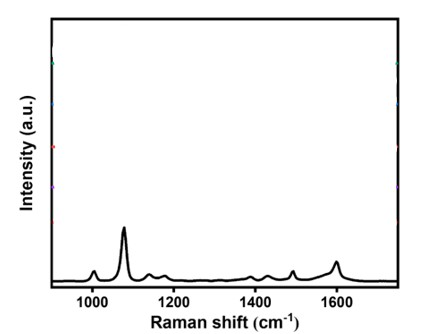 Intensity (a.u.)
1000 1200 1400 1600
Raman shift (cm⁻¹)